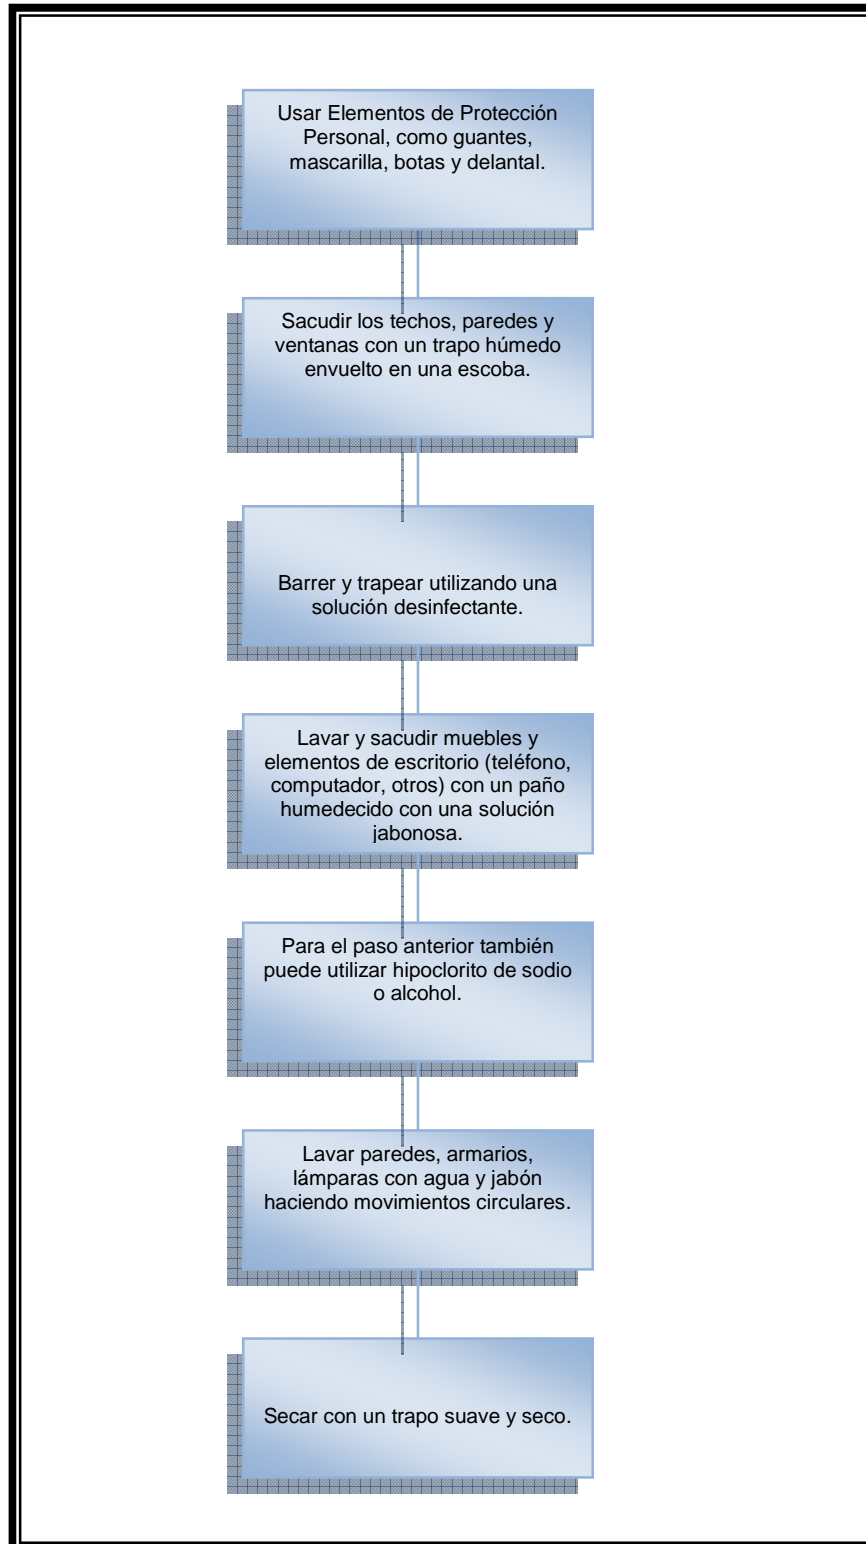 Usar Elementos de Protección
Personal, como guantes,
mascarilla, botas y delantal.
Sacudir los techos, paredes y
ventanas con un trapo húmedo
envuelto en una escoba.
Barrer y trapear utilizando una
solución desinfectante.
Lavar y sacudir muebles y
elementos de escritorio (teléfono,
computador, otros) con un paño
humedecido con una solución
jabonosa.
Para el paso anterior también
puede utilizar hipoclorito de sodio
o alcohol.
Lavar paredes, armarios,
lámparas con agua y jabón
haciendo movimientos circulares.
Secar con un trapo suave y seco.